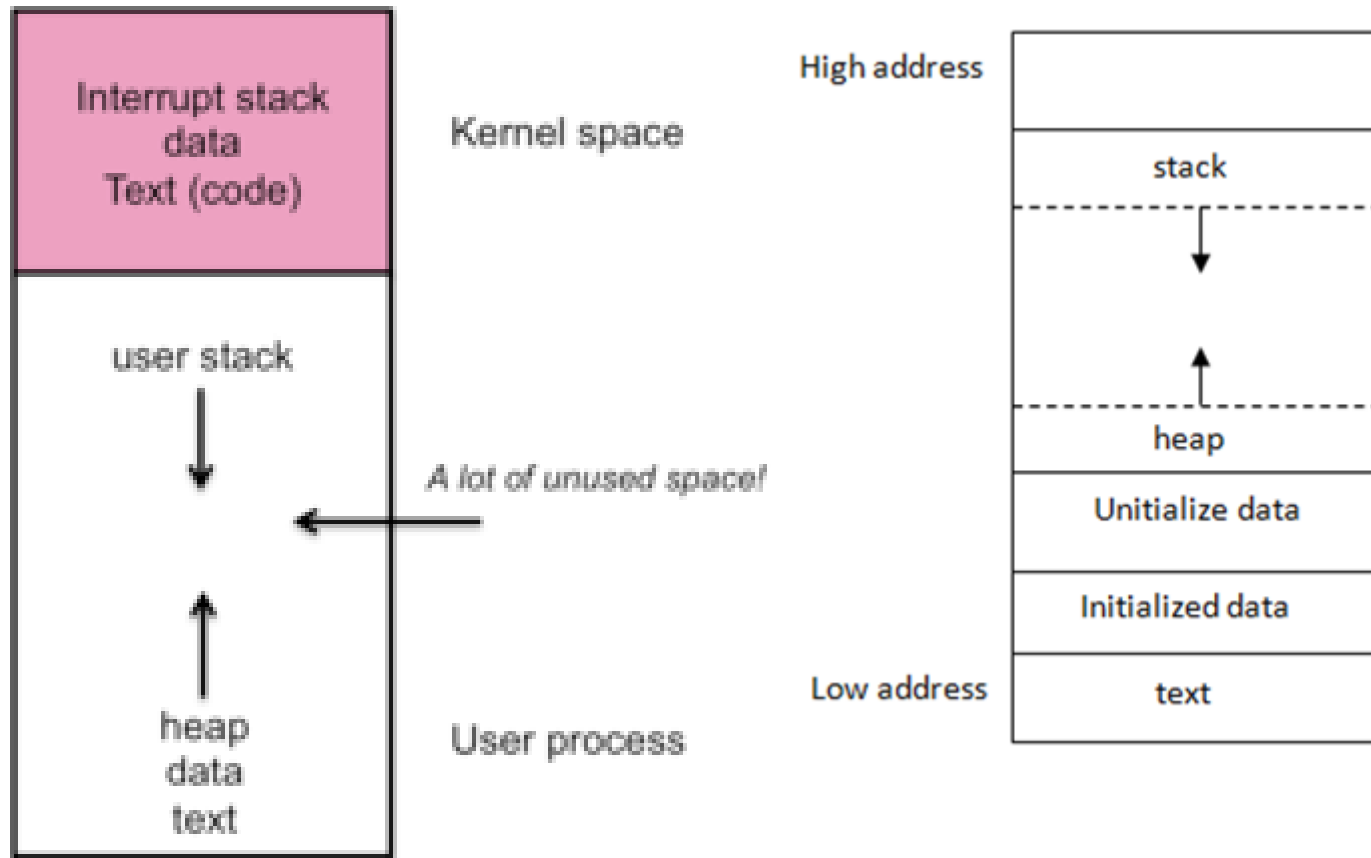 Interrupt stack
data
Text (code)
Kernel space
user stack
A lot of unused space!
heap
data
text
User process
High address
stack
heap
Unitialize data
Initialized data
Low address
text